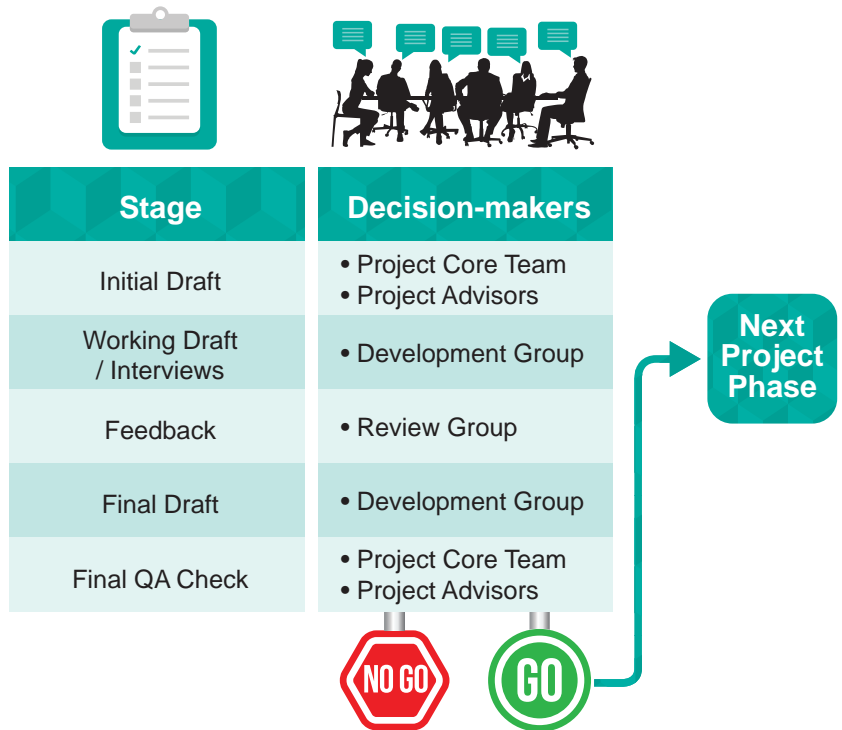 Stage
Decision-makers
Initial Draft
• Project Core Team
• Project Advisors
Working Draft
/ Interviews
• Development Group
Feedback
• Review Group
Final Draft
• Development Group
Final QA Check
• Project Core Team
• Project Advisors
NO GO
GO
Next
Project
Phase